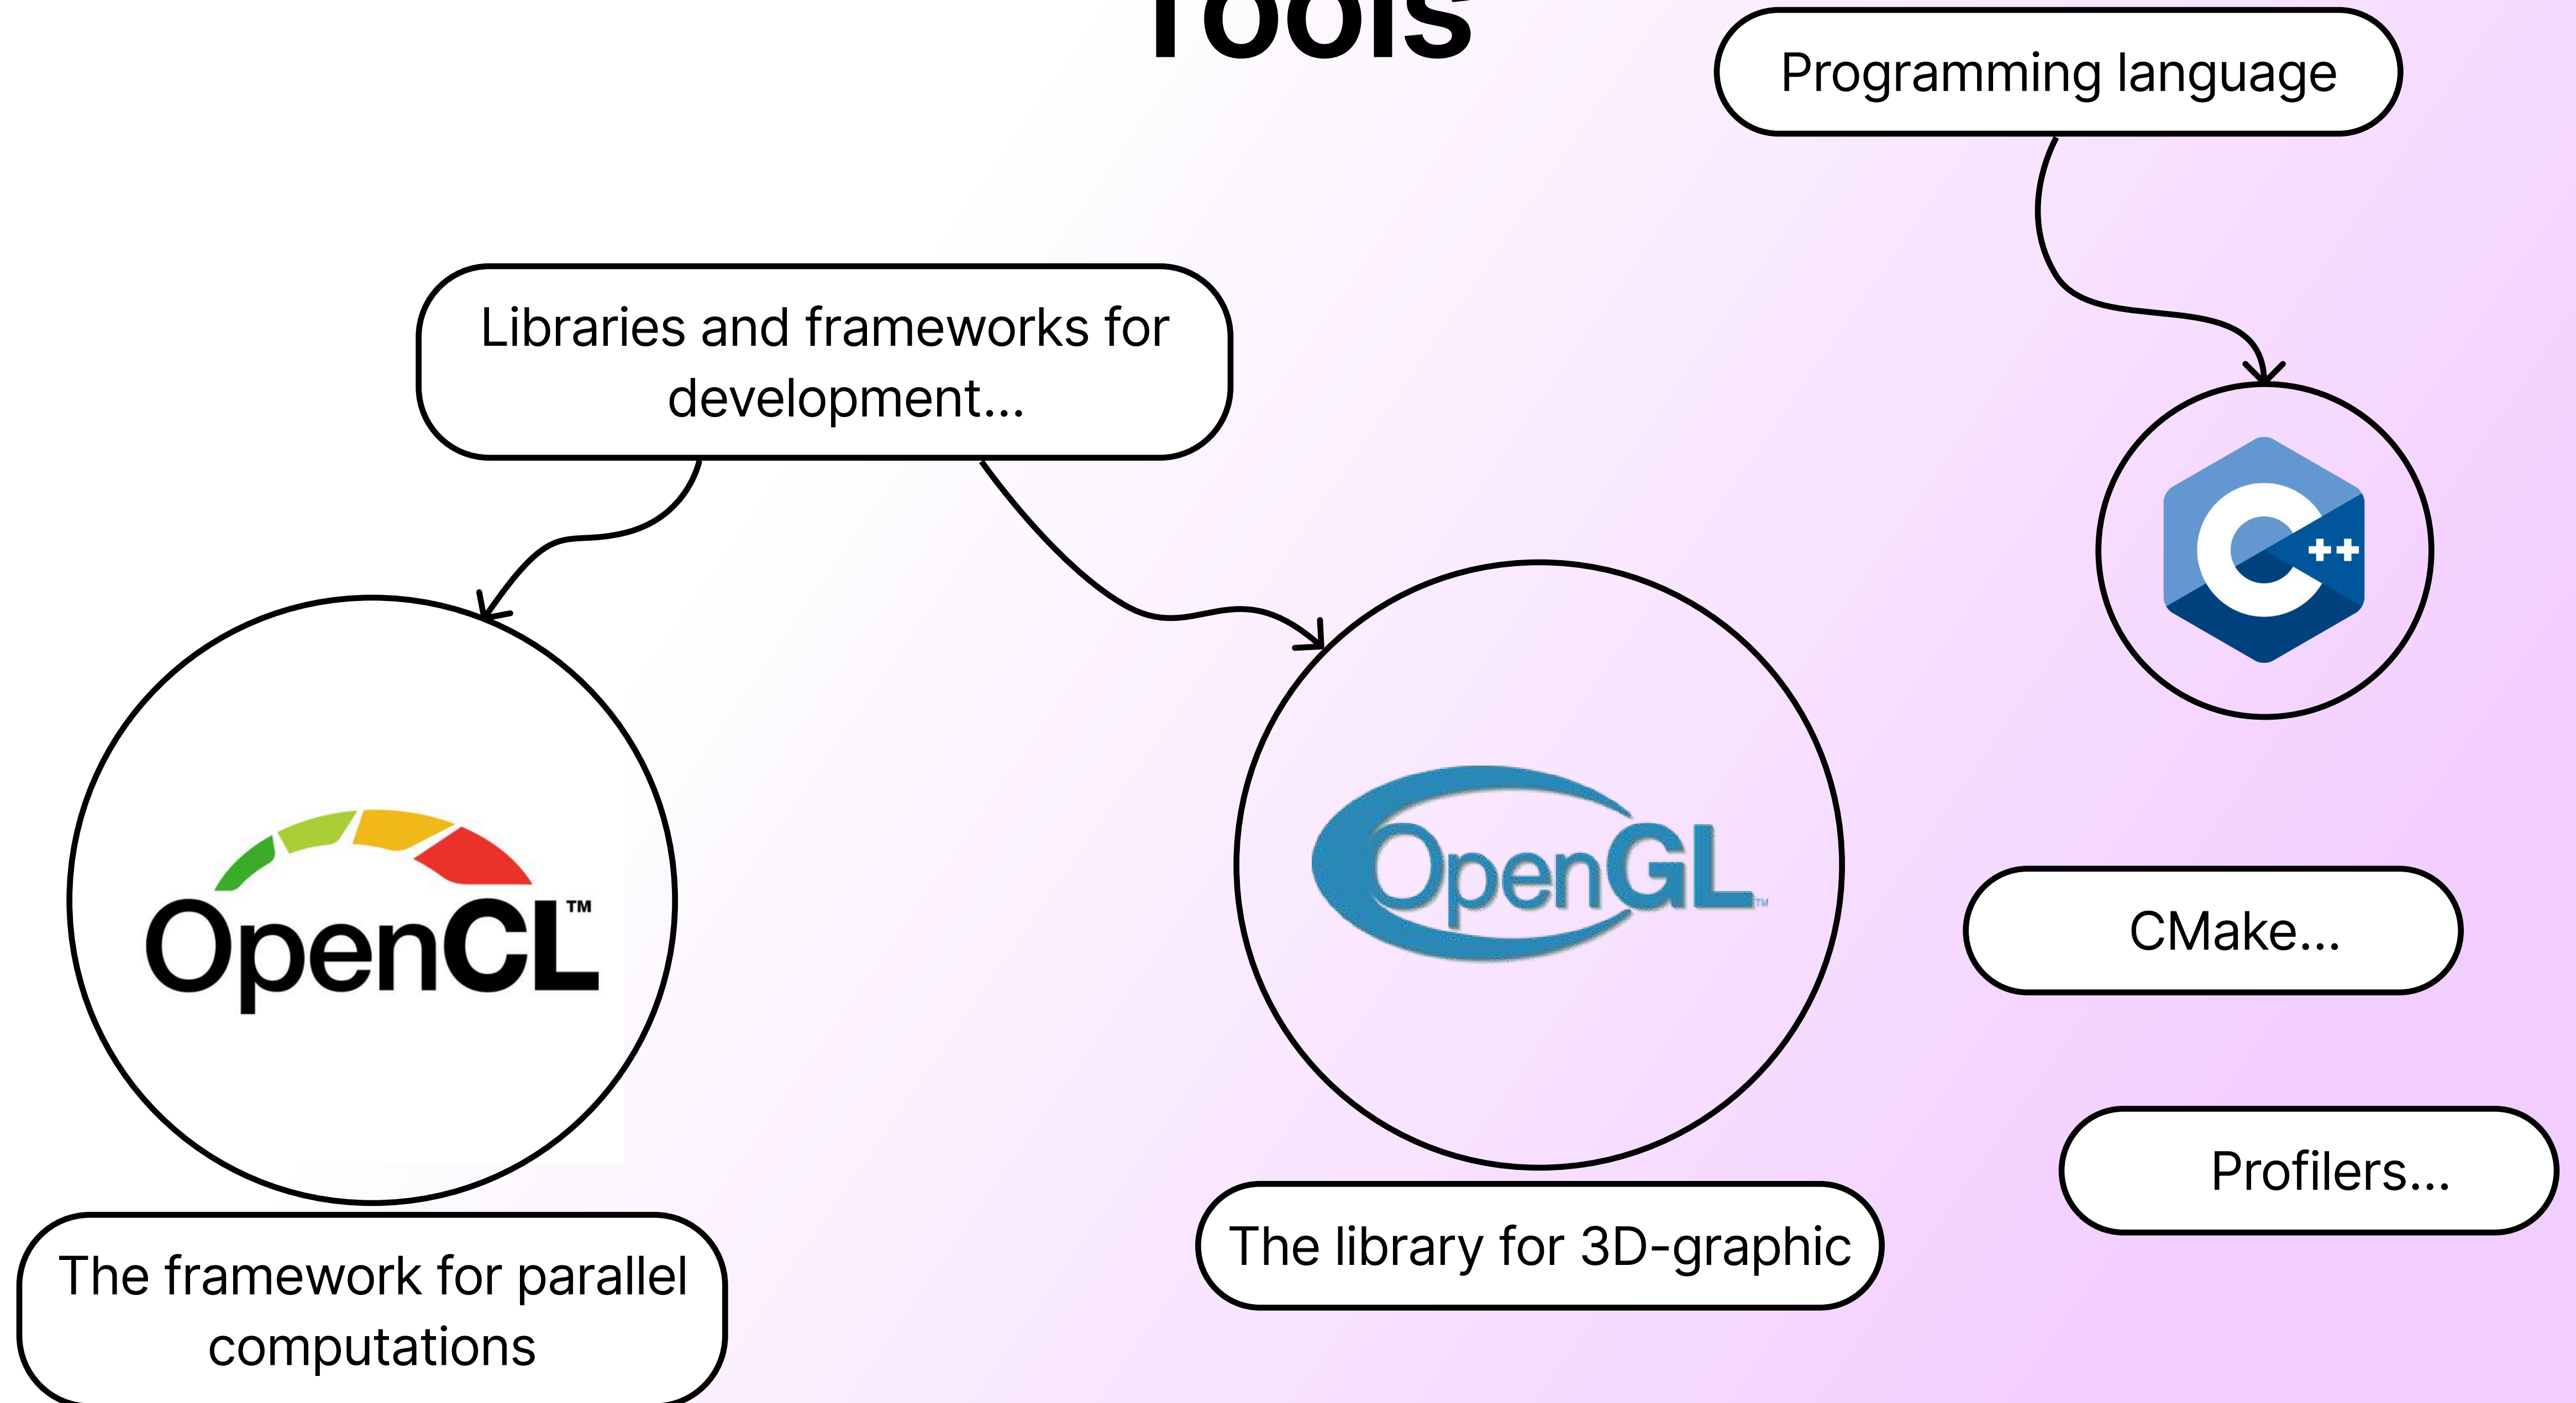 Tools
Programming language
Libraries and frameworks for
development...
++
OpenCL™
OpenGL™
CMake...
Profilers...
The library for 3D-graphic
The framework for parallel
computations